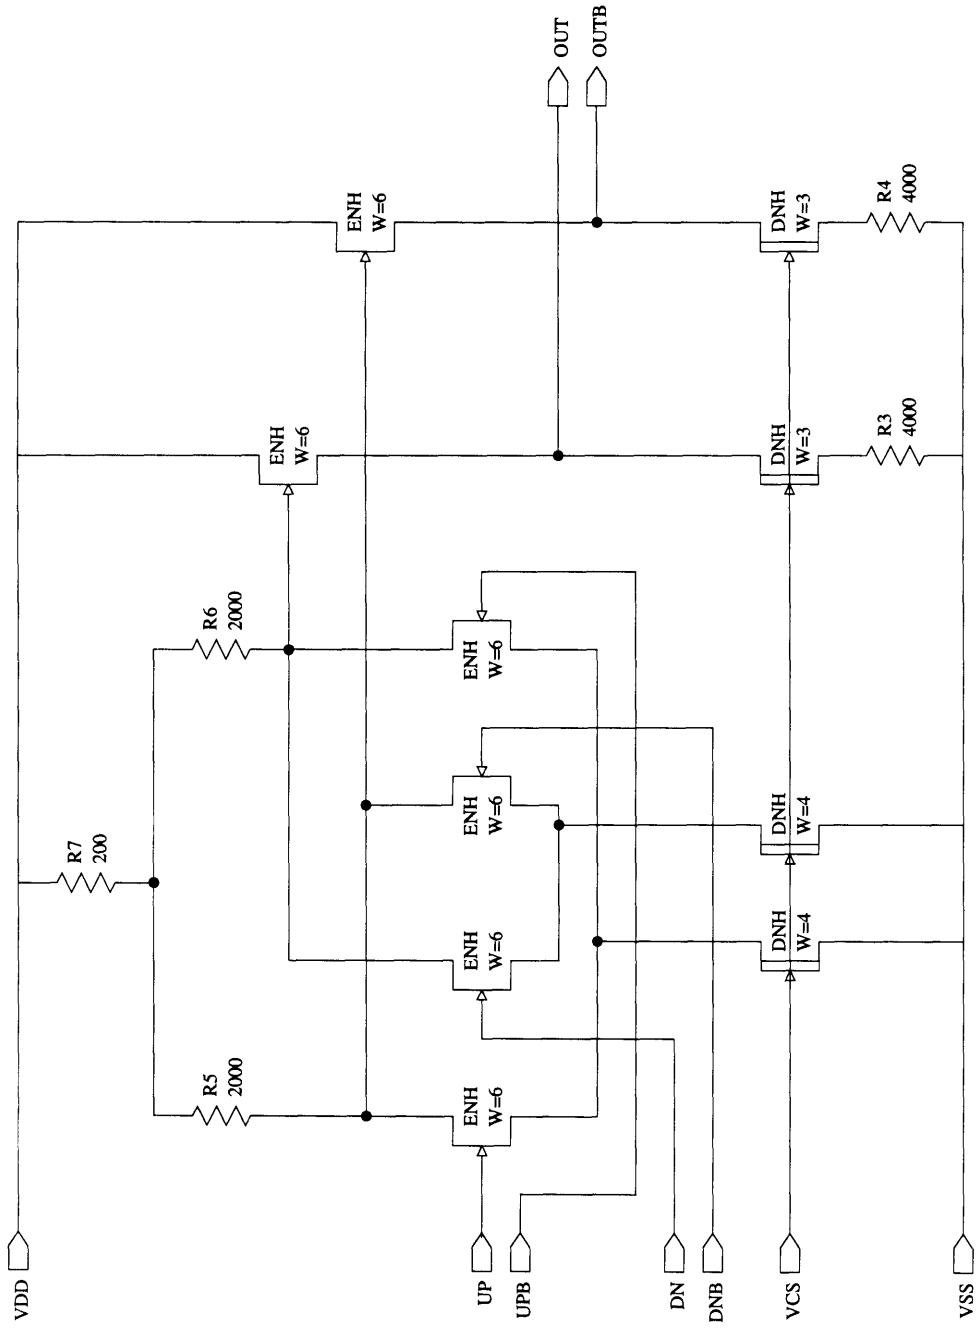 VDD
UP
UPB
DN
DNB
VCS
VSS
R7
200
R5
2000
R6
2000
ENH
W=6
ENH
W=6
ENH
W=6
ENH
W=6
ENH
W=6
ENH
W=6
DNH
W=4
DNH
W=4
DNH
W=3
DNH
W=3
R3
4000
R4
4000
OUT
OUTB